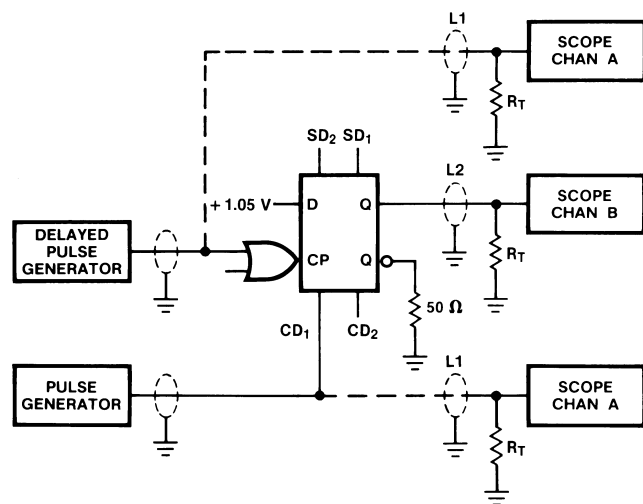 L1
SCOPE
CHAN A
RT
SD2 SD1
L2
+ 1.05 V
D Q
SCOPE
CHAN B
DELAYED
PULSE
GENERATOR
RT
CP Q
50 Ω
CD1 CD2
L1
PULSE
GENERATOR
SCOPE
CHAN A
RT